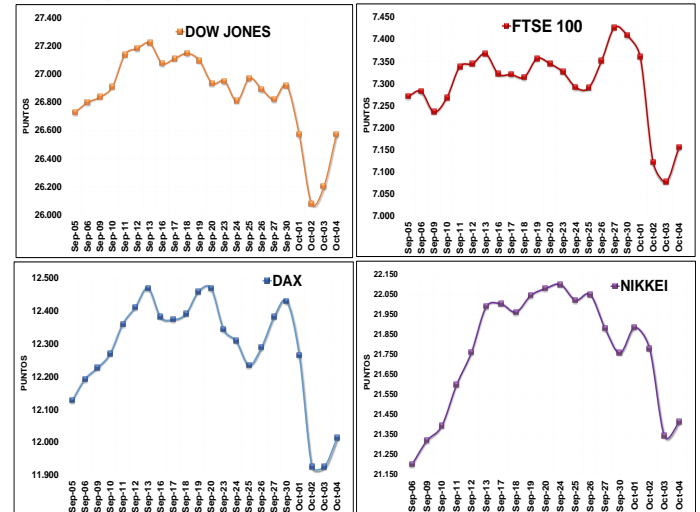 DOW JONES
PUNTOS
27.400
27.200
27.000
26.800
26.600
26.400
26.200
26.000
Sep-05
Sep-06
Sep-09
Sep-10
Sep-11
Sep-12
Sep-13
Sep-16
Sep-17
Sep-18
Sep-19
Sep-20
Sep-23
Sep-24
Sep-25
Sep-26
Sep-27
Sep-30
Oct-01
Oct-02
Oct-03
Oct-04
FTSE 100
PUNTOS
7.450
7.400
7.350
7.300
7.250
7.200
7.150
7.100
7.050
7.000
Sep-05
Sep-06
Sep-09
Sep-10
Sep-11
Sep-12
Sep-13
Sep-16
Sep-17
Sep-18
Sep-19
Sep-20
Sep-23
Sep-24
Sep-25
Sep-26
Sep-27
Sep-30
Oct-01
Oct-02
Oct-03
Oct-04
DAX
PUNTOS
12.500
12.400
12.300
12.200
12.100
12.000
11.900
Sep-05
Sep-06
Sep-09
Sep-10
Sep-11
Sep-12
Sep-13
Sep-16
Sep-17
Sep-18
Sep-19
Sep-20
Sep-23
Sep-24
Sep-25
Sep-26
Sep-27
Sep-30
Oct-01
Oct-02
Oct-03
Oct-04
NIKKEI
PUNTOS
22.150
22.050
21.950
21.850
21.750
21.650
21.550
21.450
21.350
21.250
21.150
Sep-06
Sep-09
Sep-10
Sep-11
Sep-12
Sep-13
Sep-17
Sep-18
Sep-19
Sep-20
Sep-24
Sep-25
Sep-26
Sep-27
Sep-30
Oct-01
Oct-02
Oct-03
Oct-04